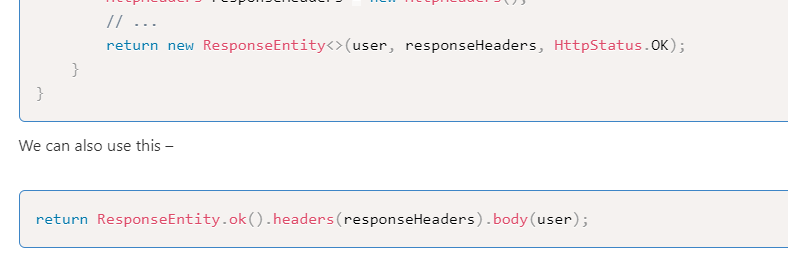 HttpHeaders responseHeaders = new HttpHeaders();
// ...
return new ResponseEntity<>(user, responseHeaders, HttpStatus.OK);
}
}
We can also use this –
return ResponseEntity.ok().headers(responseHeaders).body(user);